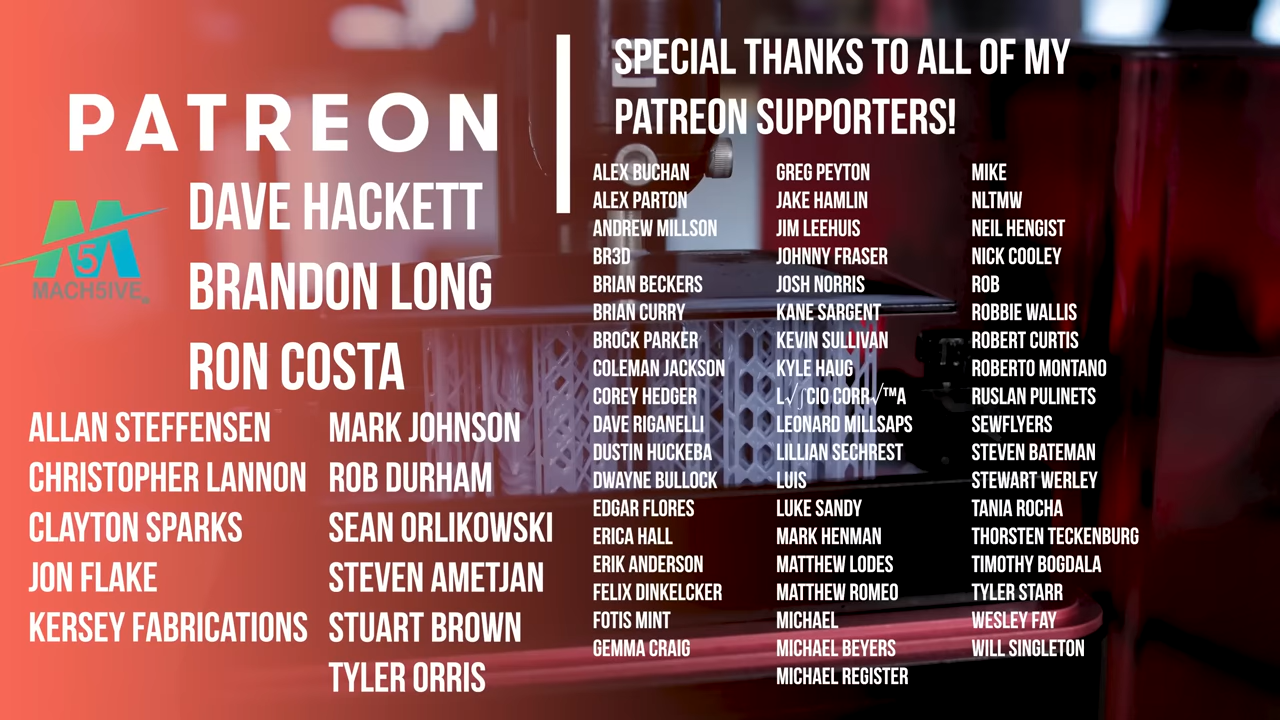 PATREON
DAVE HACKETT
M5
MACH5IVE
BRANDON LONG
RON COSTA
ALLAN STEFFENSEN
CHRISTOPHER LANNON
CLAYTON SPARKS
JON FLAKE
KERSEY FABRICATIONS
MARK JOHNSON
ROB DURHAM
SEAN ORLIKOWSKI
STEVEN AMETJAN
STUART BROWN
TYLER ORRIS
SPECIAL THANKS TO ALL OF MY
PATREON SUPPORTERS!
ALEX BUCHAN
ALEX PARTON
ANDREW MILLSON
BR3D
BRIAN BECKERS
BRIAN CURRY
BROCK PARKER
COLEMAN JACKSON
COREY HEDGER
DAVE RIGANELLI
DUSTIN HUCKEBA
DWAYNE BULLOCK
EDGAR FLORES
ERICA HALL
ERIK ANDERSON
FELIX DINKELCKER
FOTIS MINT
GEMMA CRAIG
GREG PEYTON
JAKE HAMLIN
JIM LEEHUIS
JOHNNY FRASER
JOSH NORRIS
KANE SARGENT
KEVIN SULLIVAN
KYLE HAUG
L√∫CIO CORR√™A
LEONARD MILLSAPS
LILLIAN SECHREST
LUIS
LUKE SANDY
MARK HENMAN
MATTHEW LODES
MATTHEW ROMEO
MICHAEL
MICHAEL BEYERS
MICHAEL REGISTER
MIKE
NLTMW
NEIL HENGIST
NICK COOLEY
ROB
ROBBIE WALLIS
ROBERT CURTIS
ROBERTO MONTANO
RUSLAN PULINETS
SEWFLYERS
STEVEN BATEMAN
STEWART WERLEY
TANIA ROCHA
THORSTEN TECKENBURG
TIMOTHY BOGDALA
TYLER STARR
WESLEY FAY
WILL SINGLETON